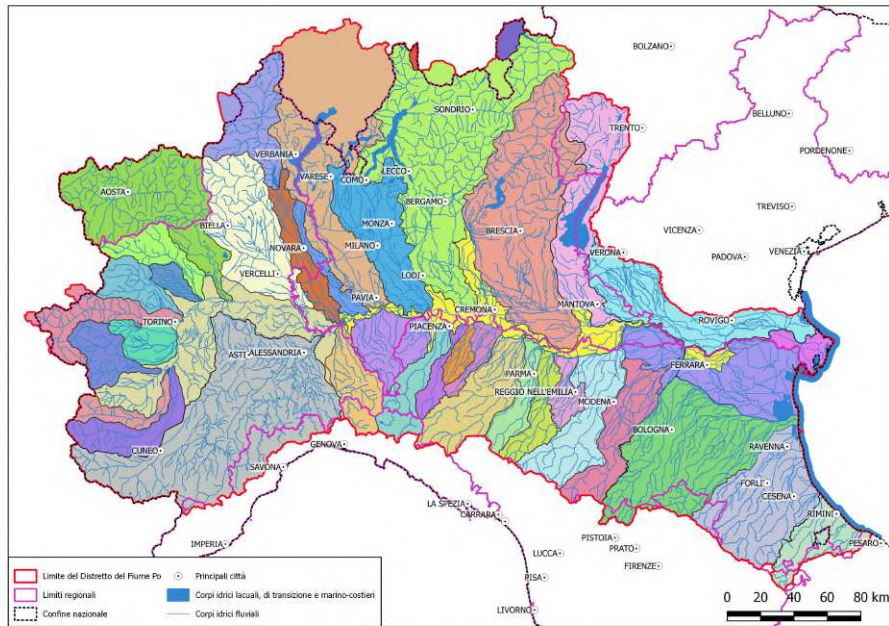 BOLZANO
SONDRIO
BELLUNO
TRENTO
VERBANIA
PORDENONE
VARESE
COMO
LECCO
AOSTA
BERGAMO
TREVISO
BIELLA
MONZA
BRESCIA
VICENZA
NOVARA
MILANO
VERONA
PADOVA
VENEZIA
VERCELLI
LODI
PAVIA
CREMONA
MANTOVA
TORINO
PIACENZA
ROVIGO
ASTI
ALESSANDRIA
FERRARA
PARMA
REGGIO NELL'EMILIA
MODENA
BOLOGNA
CUNEO
GENOVA
RAVENNA
SAVONA
FORLI'
CESENA
LA SPEZIA
CARRARA
RIMINI
IMPERIA
PISTOIA
PRATO
PESARO
LUCCA
FIRENZE
PISA
LIVORNO
Limite del Distretto del Fiume Po
Principali città
Limiti regionali
Corpi idrici lacuali, di transizione e marino-costieri
Confine nazionale
Corpi idrici fluviali
0 20 40 60 80 km